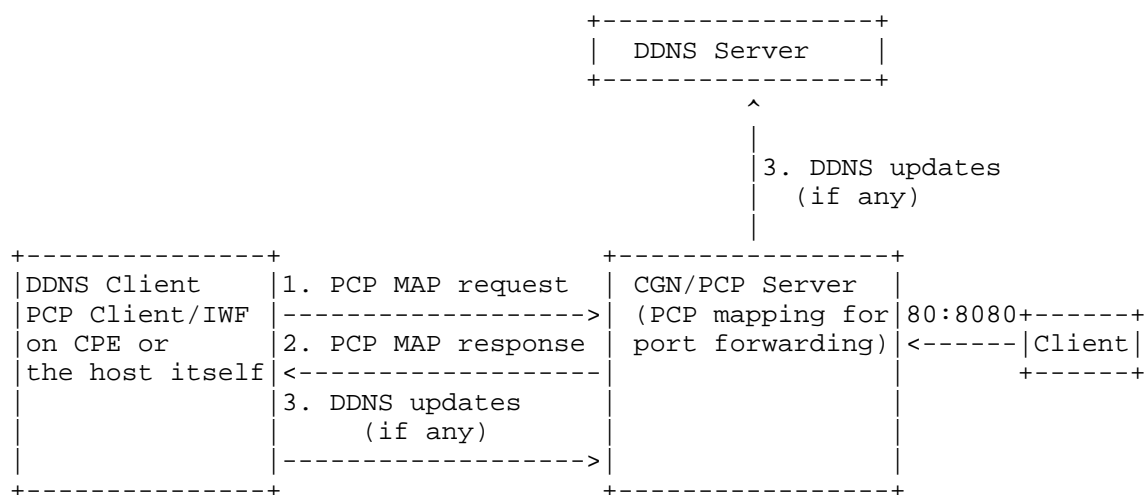 DDNS Server
3. DDNS updates
(if any)
DDNS Client
PCP Client/IWF
on CPE or
the host itself
1. PCP MAP request
2. PCP MAP response
3. DDNS updates
(if any)
CGN/PCP Server
(PCP mapping for
port forwarding)
80:8080
Client